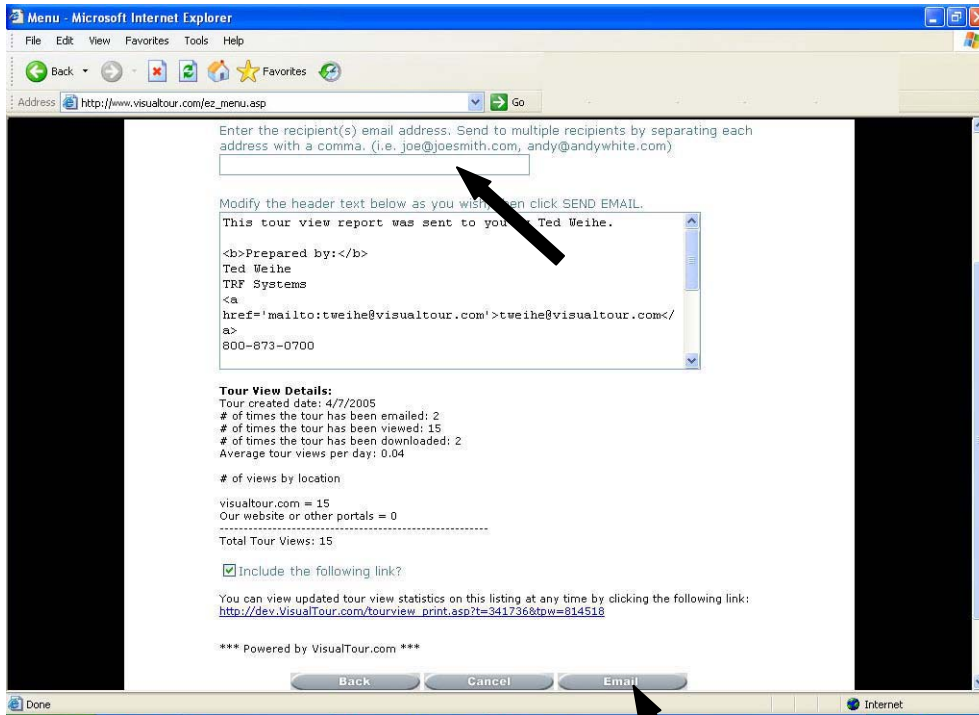 Menu - Microsoft Internet Explorer
File Edit View Favorites Tools Help
Back Favorites
Address http://www.visualtour.com/ez_menu.asp Go
Enter the recipient(s) email address. Send to multiple recipients by separating each
address with a comma. (i.e. joe@joesmith.com, andy@andywhite.com)
Modify the header text below as you wish, then click SEND EMAIL.
This tour view report was sent to you by Ted Weihe.
<b>Prepared by:</b>
Ted Weihe
TRF Systems
<a
href='mailto:tweihe@visualtour.com'>tweihe@visualtour.com</
a>
800-873-0700
Tour View Details:
Tour created date: 4/7/2005
# of times the tour has been emailed: 2
# of times the tour has been viewed: 15
# of times the tour has been downloaded: 2
Average tour views per day: 0.04
# of views by location
visualtour.com = 15
Our website or other portals = 0
------------------------------------------------------
Total Tour Views: 15
Include the following link?
You can view updated tour view statistics on this listing at any time by clicking the following link:
http://dev.VisualTour.com/tourview_print.asp?t=341736&tpw=814518
*** Powered by VisualTour.com ***
Back Cancel Email
Done Internet